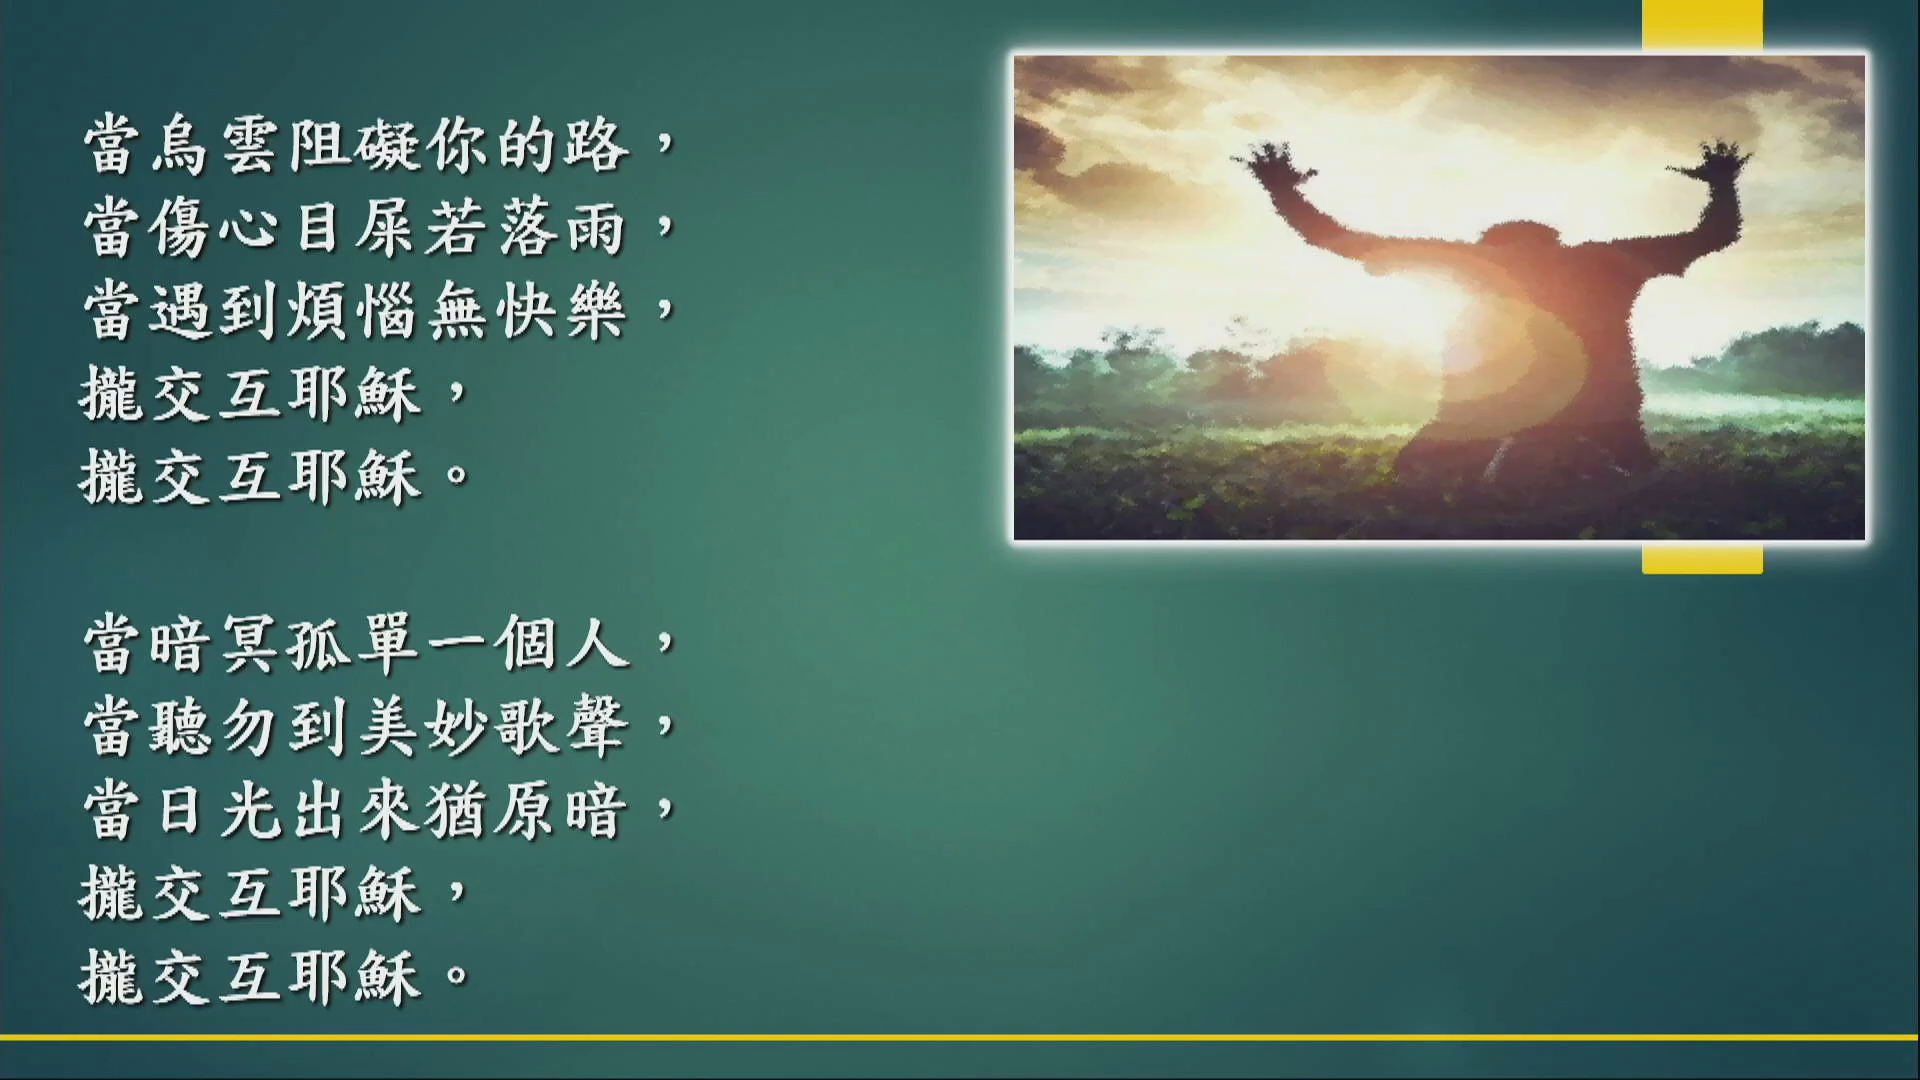 當烏雲阻礙你的路，
當傷心目屎若落雨，
當遇到煩惱無快樂，
攏交互耶穌，
攏交互耶穌。
當暗冥孤單一個人，
當聽勿到美妙歌聲，
當日光出來猶原暗，
攏交互耶穌，
攏交互耶穌。